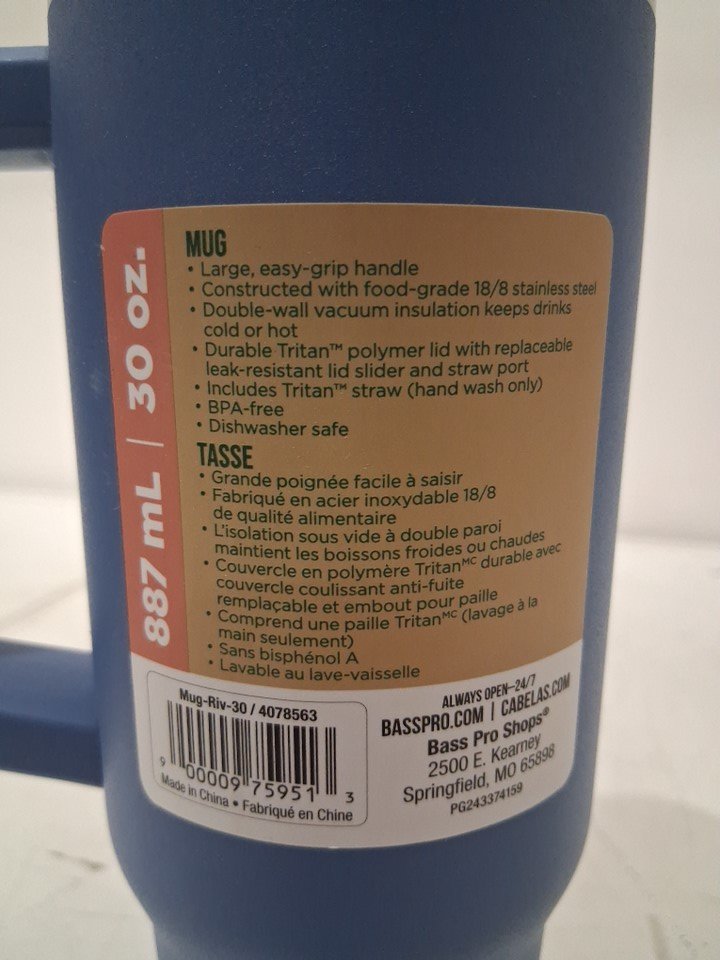 887 mL | 30 oz.
MUG
• Large, easy-grip handle
• Constructed with food-grade 18/8 stainless steel
• Double-wall vacuum insulation keeps drinks
cold or hot
• Durable Tritan™ polymer lid with replaceable
leak-resistant lid slider and straw port
• Includes Tritan™ straw (hand wash only)
• BPA-free
• Dishwasher safe
TASSE
• Grande poignée facile à saisir
• Fabriqué en acier inoxydable 18/8
de qualité alimentaire
• L'isolation sous vide à double paroi
maintient les boissons froides ou chaudes
• Couvercle en polymère Tritanᴹᶜ durable avec
couvercle coulissant anti-fuite
remplaçable et embout pour paille
• Comprend une paille Tritanᴹᶜ (lavage à la
main seulement)
• Sans bisphénol A
• Lavable au lave-vaisselle
Mug-Riv-30 / 4078563
9 00009 75951 3
Made in China • Fabriqué en Chine
ALWAYS OPEN–24/7
BASSPRO.COM | CABELAS.COM
Bass Pro Shops®
2500 E. Kearney
Springfield, MO 65898
PG243374159